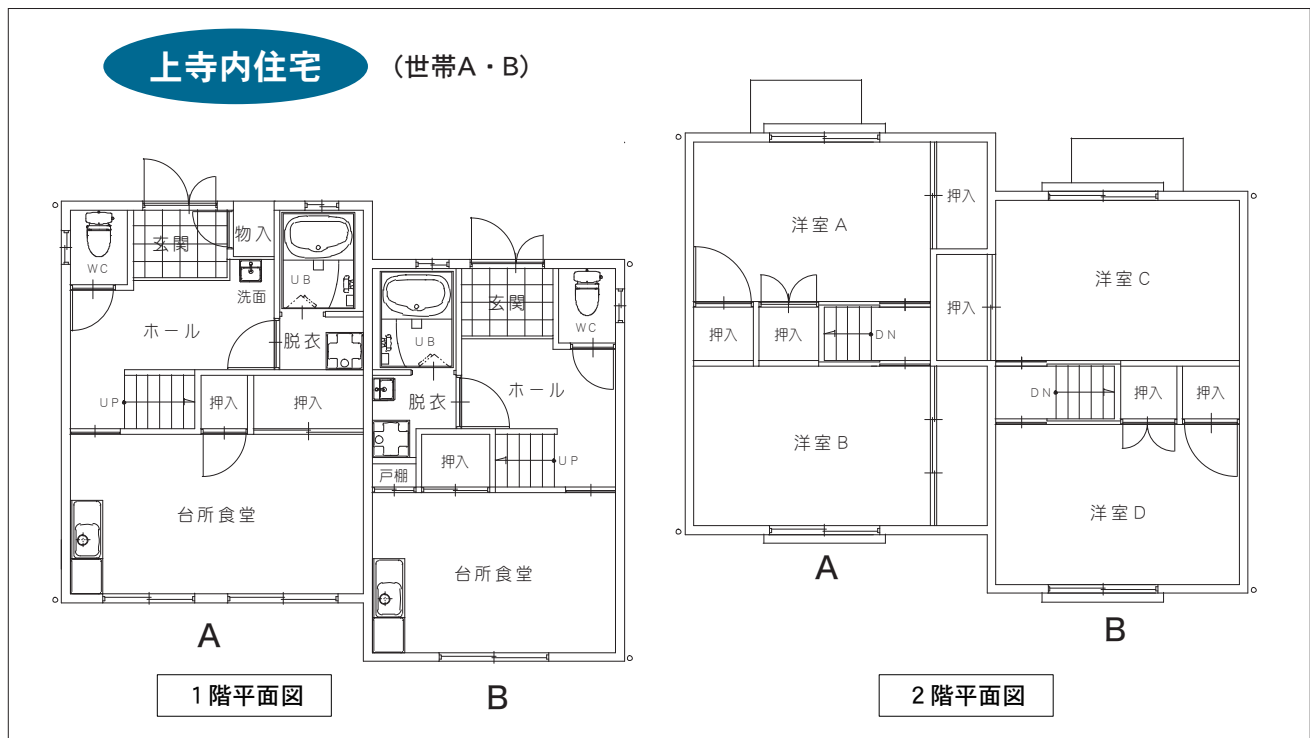 上寺内住宅
（世帯A・B）
玄関
物入
WC
洗面
UB
ホール
脱衣
UP
押入
押入
台所食堂
A
玄関
UB
WC
ホール
脱衣
押入
UP
戸棚
台所食堂
B
1階平面図
洋室A
押入
押入
押入
DN
洋室B
A
押入
洋室C
DN
押入
押入
洋室D
B
2階平面図